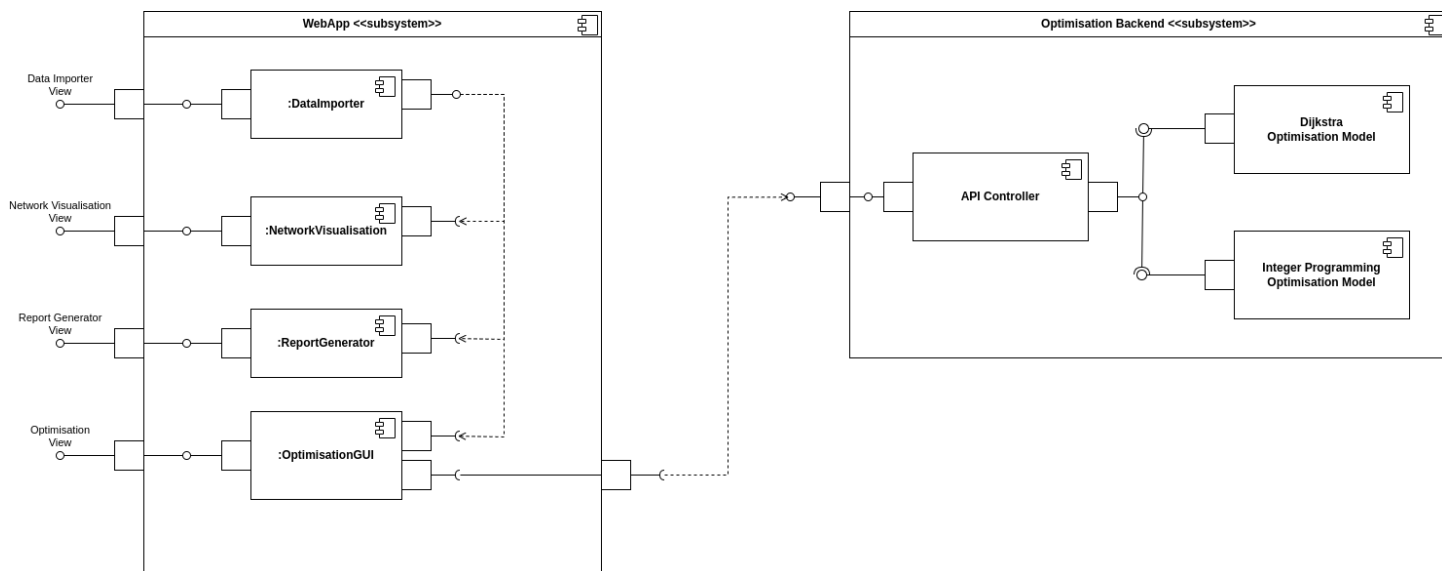 WebApp <<subsystem>>
Optimisation Backend <<subsystem>>
Data Importer
View
:DataImporter
Dijkstra
Optimisation Model
API Controller
Network Visualisation
View
:NetworkVisualisation
Integer Programming
Optimisation Model
Report Generator
View
:ReportGenerator
Optimisation
View
:OptimisationGUI